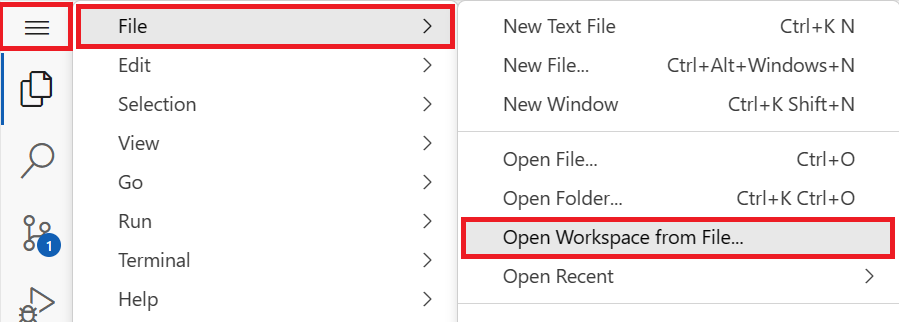 File
Edit
Selection
View
Go
Run
Terminal
Help
1
New Text File Ctrl+K N
New File... Ctrl+Alt+Windows+N
New Window Ctrl+K Shift+N
Open File... Ctrl+O
Open Folder... Ctrl+K Ctrl+O
Open Workspace from File...
Open Recent